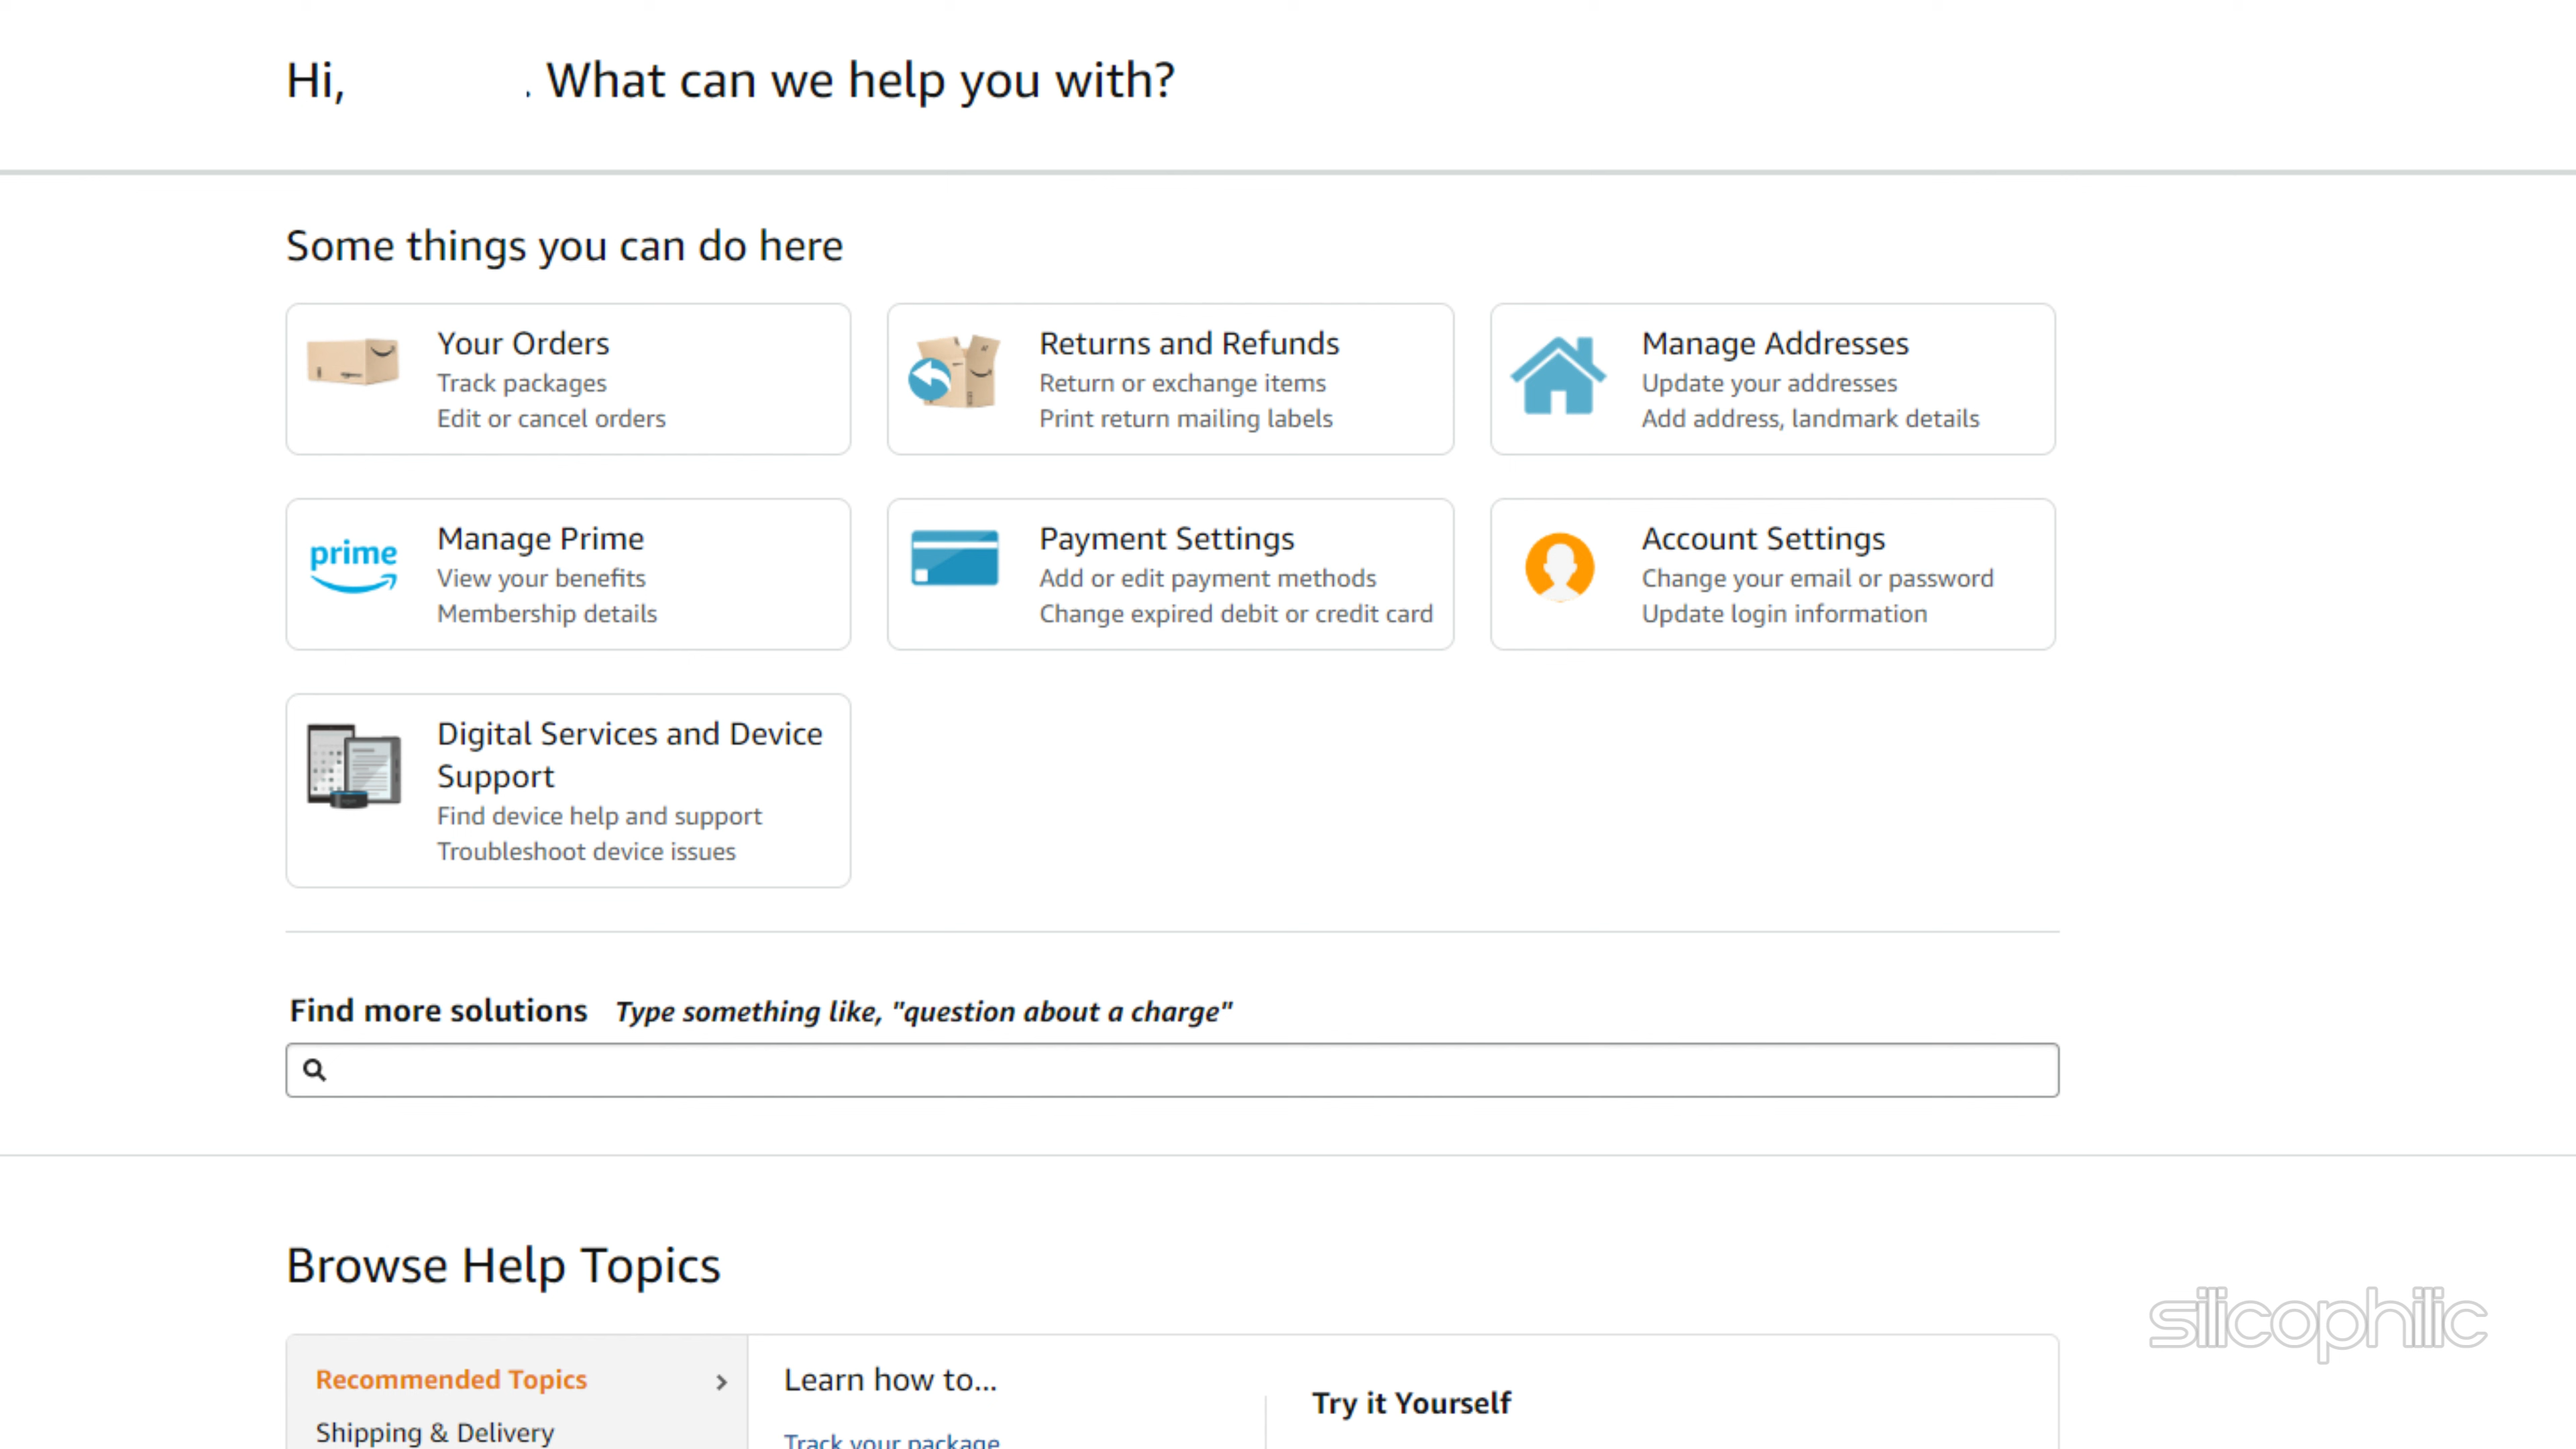 Hi, . What can we help you with?
Some things you can do here
Your Orders
Track packages
Edit or cancel orders
Returns and Refunds
Return or exchange items
Print return mailing labels
Manage Addresses
Update your addresses
Add address, landmark details
prime
Manage Prime
View your benefits
Membership details
Payment Settings
Add or edit payment methods
Change expired debit or credit card
Account Settings
Change your email or password
Update login information
Digital Services and Device
Support
Find device help and support
Troubleshoot device issues
Find more solutions Type something like, "question about a charge"
Browse Help Topics
silicophilic
Recommended Topics
Shipping & Delivery
Learn how to...
Track your package
Try it Yourself